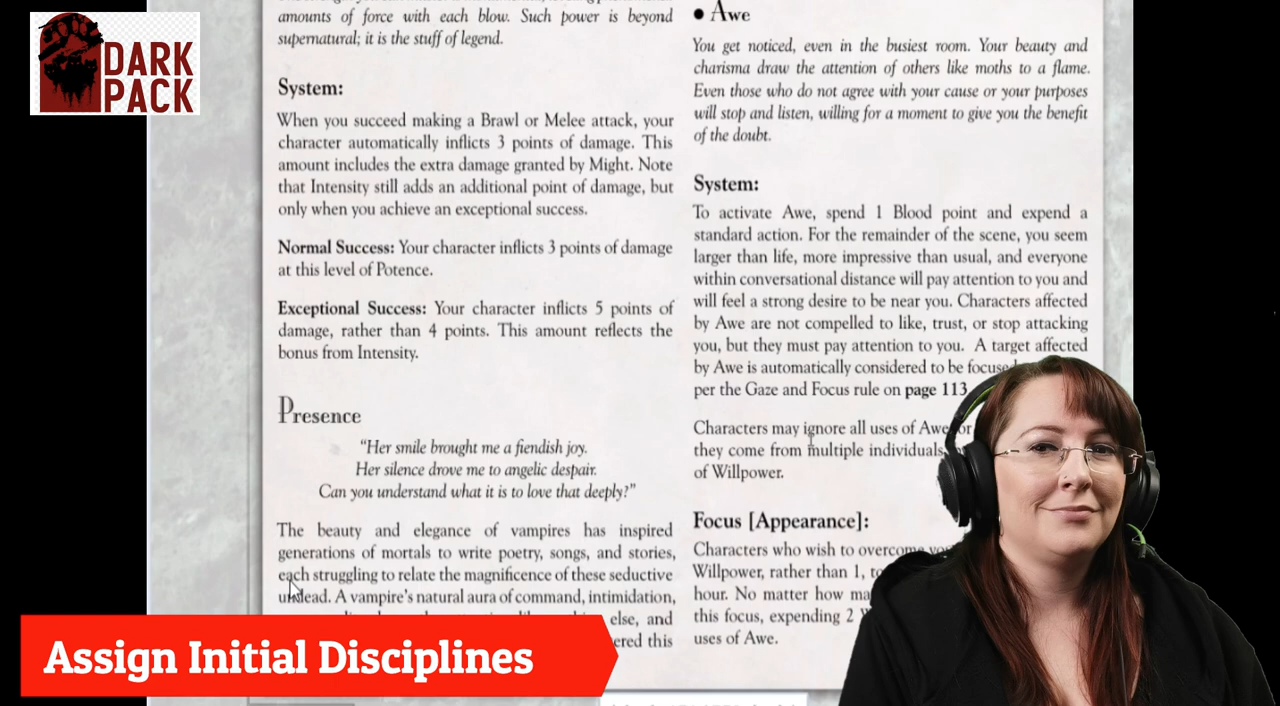 DARK
PACK
amounts of force with each blow. Such power is beyond
supernatural; it is the stuff of legend.
System:
When you succeed making a Brawl or Melee attack, your
character automatically inflicts 3 points of damage. This
amount includes the extra damage granted by Might. Note
that Intensity still adds an additional point of damage, but
only when you achieve an exceptional success.
Normal Success: Your character inflicts 3 points of damage
at this level of Potence.
Exceptional Success: Your character inflicts 5 points of
damage, rather than 4 points. This amount reflects the
bonus from Intensity.
Presence
"Her smile brought me a fiendish joy.
Her silence drove me to angelic despair.
Can you understand what it is to love that deeply?"
The beauty and elegance of vampires has inspired
generations of mortals to write poetry, songs, and stories,
each struggling to relate the magnificence of these seductive
undead. A vampire's natural aura of command, intimidation,
else, and
this
• Awe
You get noticed, even in the busiest room. Your beauty and
charisma draw the attention of others like moths to a flame.
Even those who do not agree with your cause or your purposes
will stop and listen, willing for a moment to give you the benefit
of the doubt.
System:
To activate Awe, spend 1 Blood point and expend a
standard action. For the remainder of the scene, you seem
larger than life, more impressive than usual, and everyone
within conversational distance will pay attention to you and
will feel a strong desire to be near you. Characters affected
by Awe are not compelled to like, trust, or stop attacking
you, but they must pay attention to you. A target affected
by Awe is automatically considered to be
per the Gaze and Focus rule on page 113
Characters may ignore all uses of Awe
they come from multiple individuals,
of Willpower.
Focus [Appearance]:
Characters who wish to overcome
Willpower, rather than 1,
hour. No matter how
this focus, expending 2
uses of Awe.
Assign Initial Disciplines